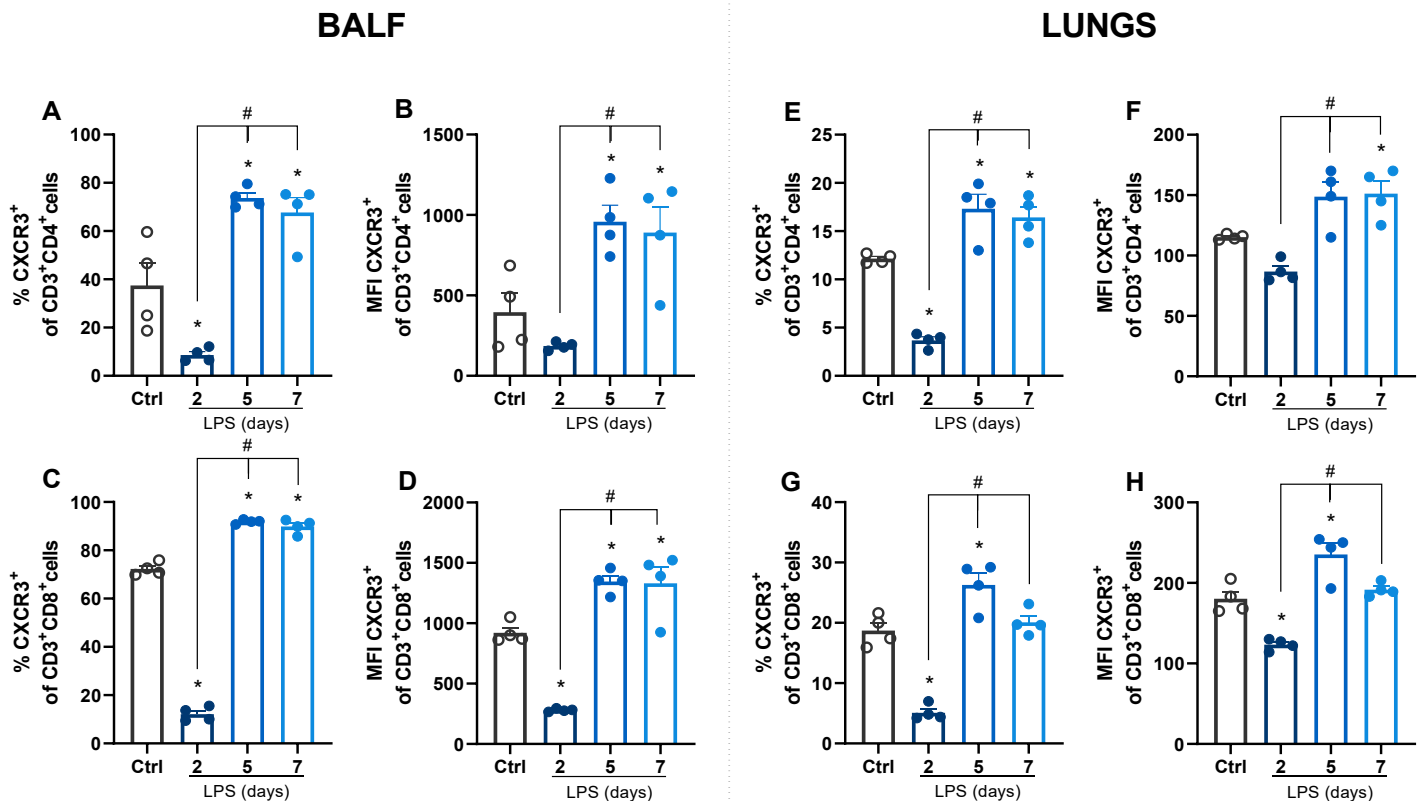 BALF
LUNGS
A
% CXCR3⁺
of CD3⁺CD4⁺ cells
100
80
60
40
20
0
#
*
*
*
Ctrl 2 5 7
LPS (days)
B
MFI CXCR3⁺
of CD3⁺CD4⁺ cells
1500
1000
500
0
#
*
*
Ctrl 2 5 7
LPS (days)
E
% CXCR3⁺
of CD3⁺CD4⁺ cells
25
20
15
10
5
0
#
*
*
*
Ctrl 2 5 7
LPS (days)
F
MFI CXCR3⁺
of CD3⁺CD4⁺ cells
200
150
100
50
0
#
*
Ctrl 2 5 7
LPS (days)
C
% CXCR3⁺
of CD3⁺CD8⁺ cells
100
80
60
40
20
0
#
*
*
*
Ctrl 2 5 7
LPS (days)
D
MFI CXCR3⁺
of CD3⁺CD8⁺ cells
2000
1500
1000
500
0
#
*
*
*
Ctrl 2 5 7
LPS (days)
G
% CXCR3⁺
of CD3⁺CD8⁺ cells
40
30
20
10
0
#
*
*
Ctrl 2 5 7
LPS (days)
H
MFI CXCR3⁺
of CD3⁺CD8⁺ cells
300
200
100
0
#
*
*
Ctrl 2 5 7
LPS (days)